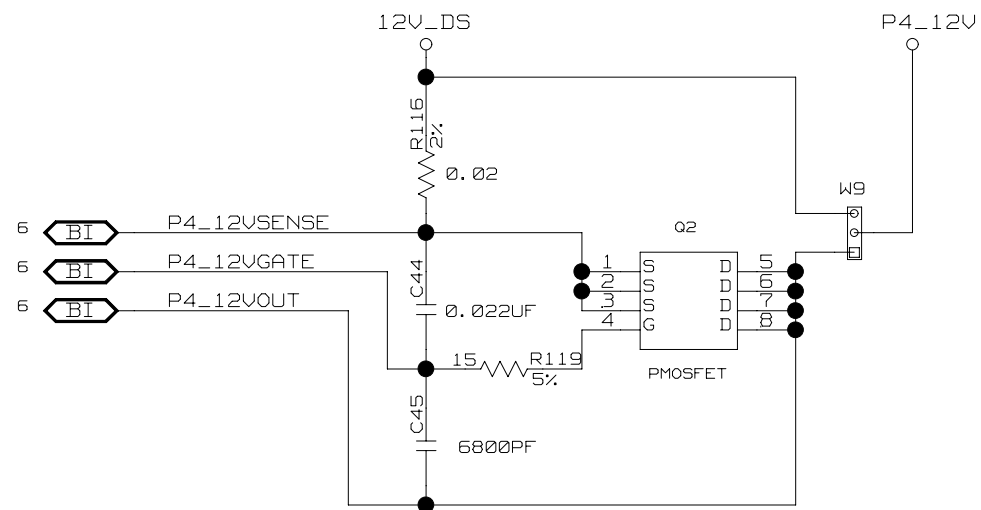 12V_DS
P4_12V
R116
2%
0.02
W9
6 BI P4_12VSENSE
Q2
6 BI P4_12VGATE
6 BI P4_12VOUT
C44
0.022UF
1 S D 5
2 S D 6
3 S D 7
4 G D 8
15 R119
5%
PMOSFET
C45
6800PF